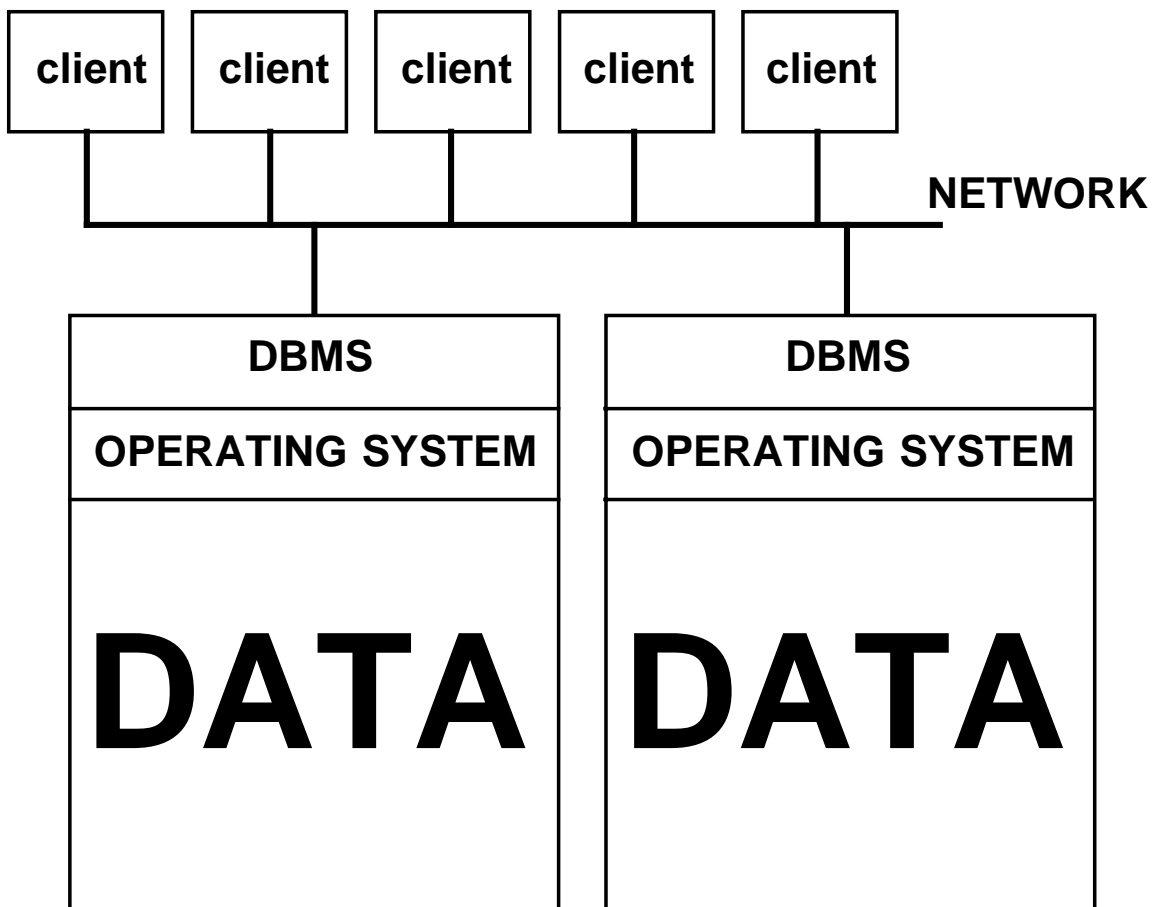 client client client client client
NETWORK
DBMS DBMS
OPERATING SYSTEM OPERATING SYSTEM
DATA DATA